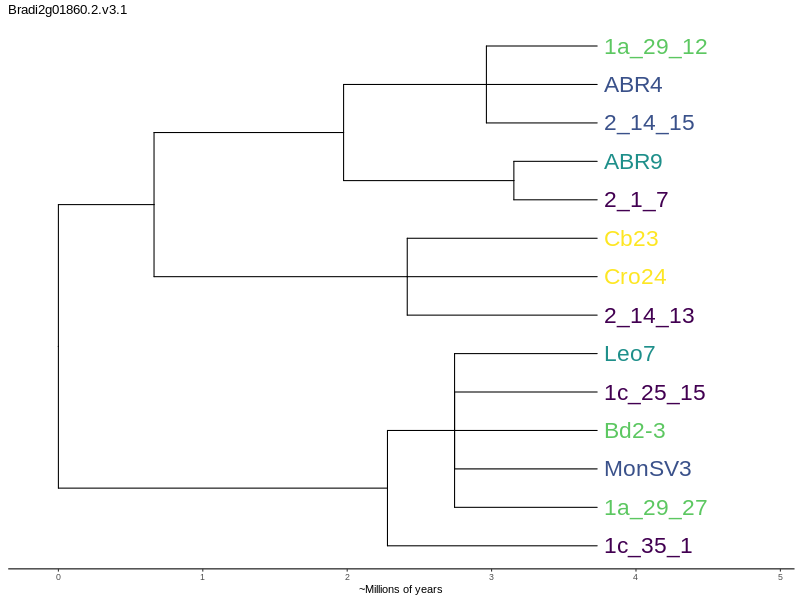 Bradi2g01860.2.v3.1
1a_29_12
ABR4
2_14_15
ABR9
2_1_7
Cb23
Cro24
2_14_13
Leo7
1c_25_15
Bd2-3
MonSV3
1a_29_27
1c_35_1
0 1 2 3 4 5
~Millions of years